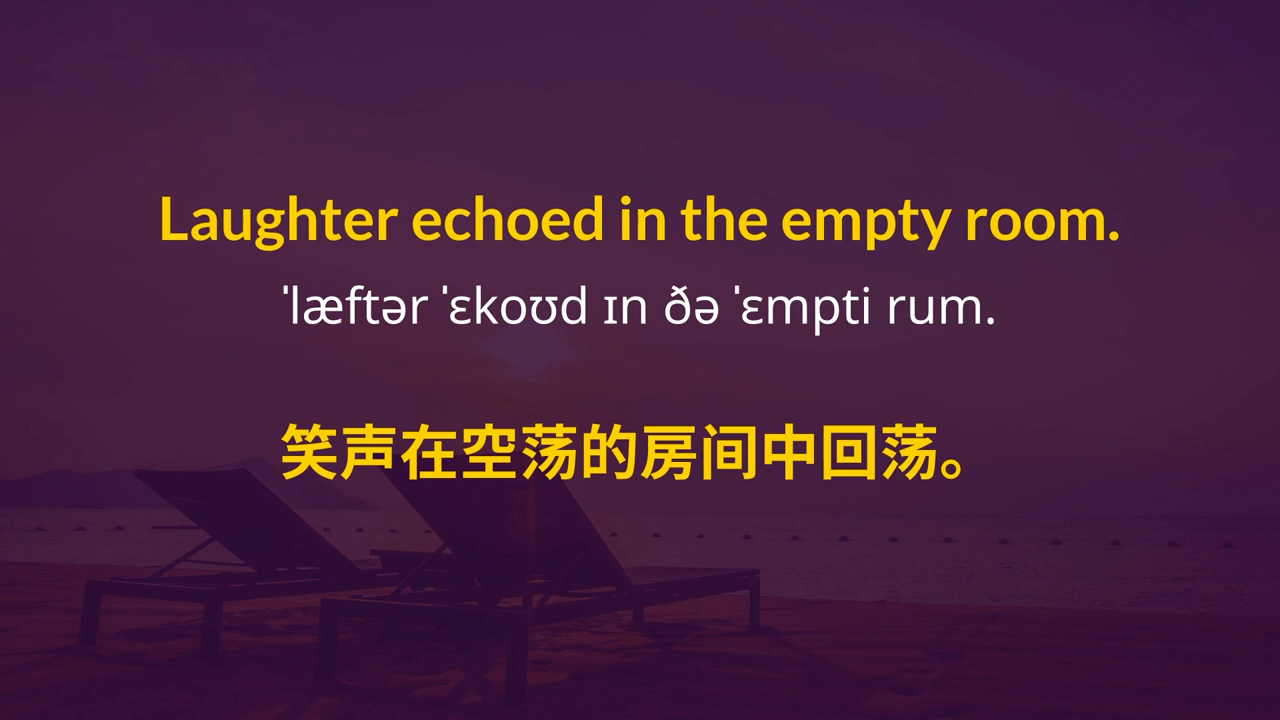 Laughter echoed in the empty room.
ˈlæftər ˈɛkoʊd ɪn ðə ˈɛmpti rum.
笑声在空荡的房间中回荡。